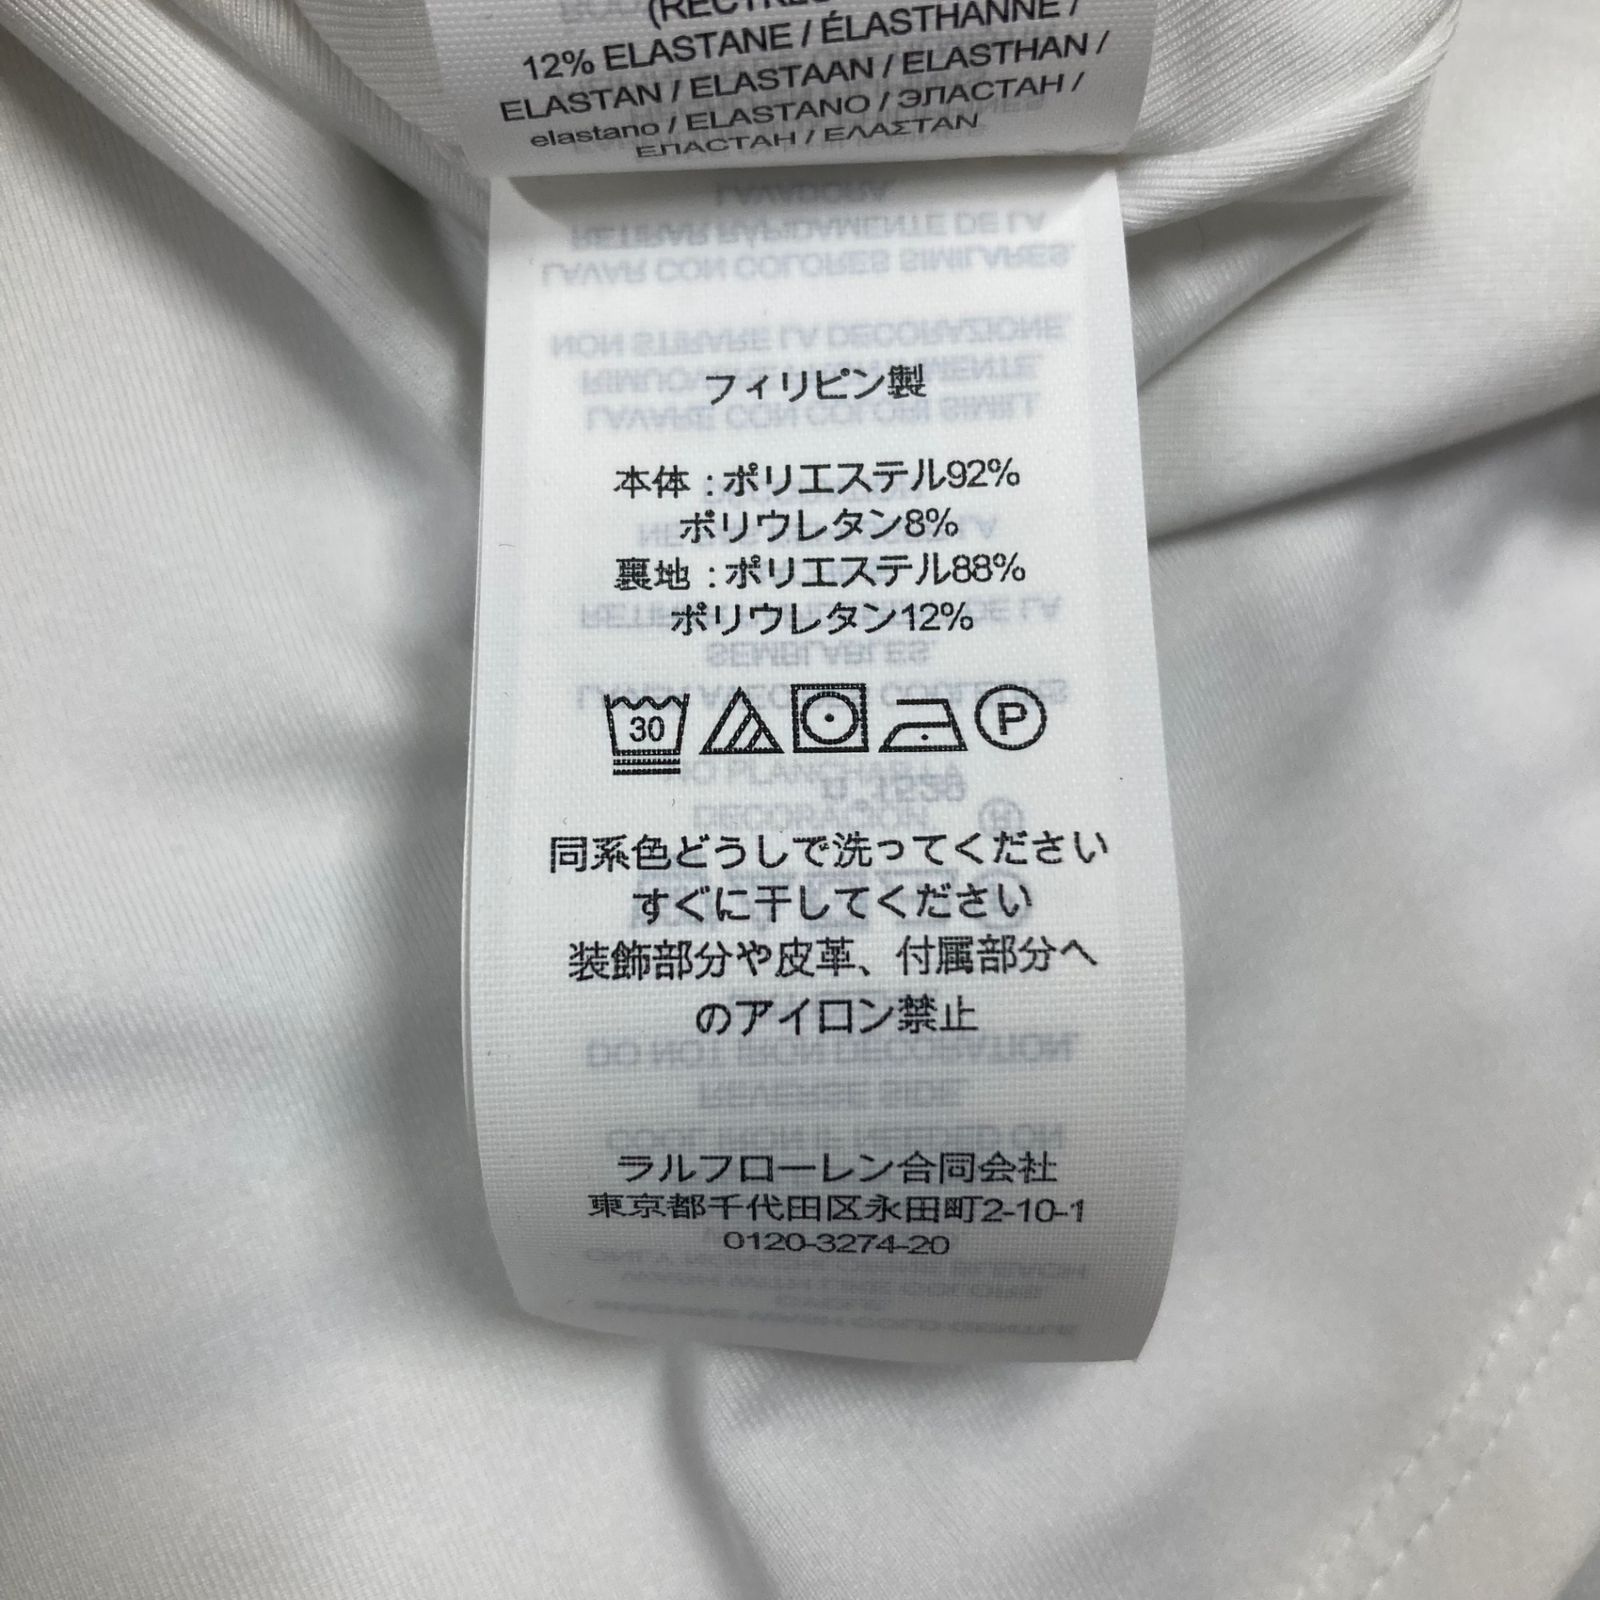 12% ELASTANE / ÉLASTHANNE /
ELASTAN / ELASTAAN / ELASTHAN /
elastano / ELASTANO / ЭЛАСТАН /
ЕЛАСТАН / ΕΛΑΣΤΑΝ
フィリピン製
本体 : ポリエステル92%
ポリウレタン8%
裏地 : ポリエステル88%
ポリウレタン12%
30 P
同系色どうしで洗ってください
すぐに干してください
装飾部分や皮革、付属部分へ
のアイロン禁止
ラルフローレン合同会社
東京都千代田区永田町2-10-1
0120-3274-20